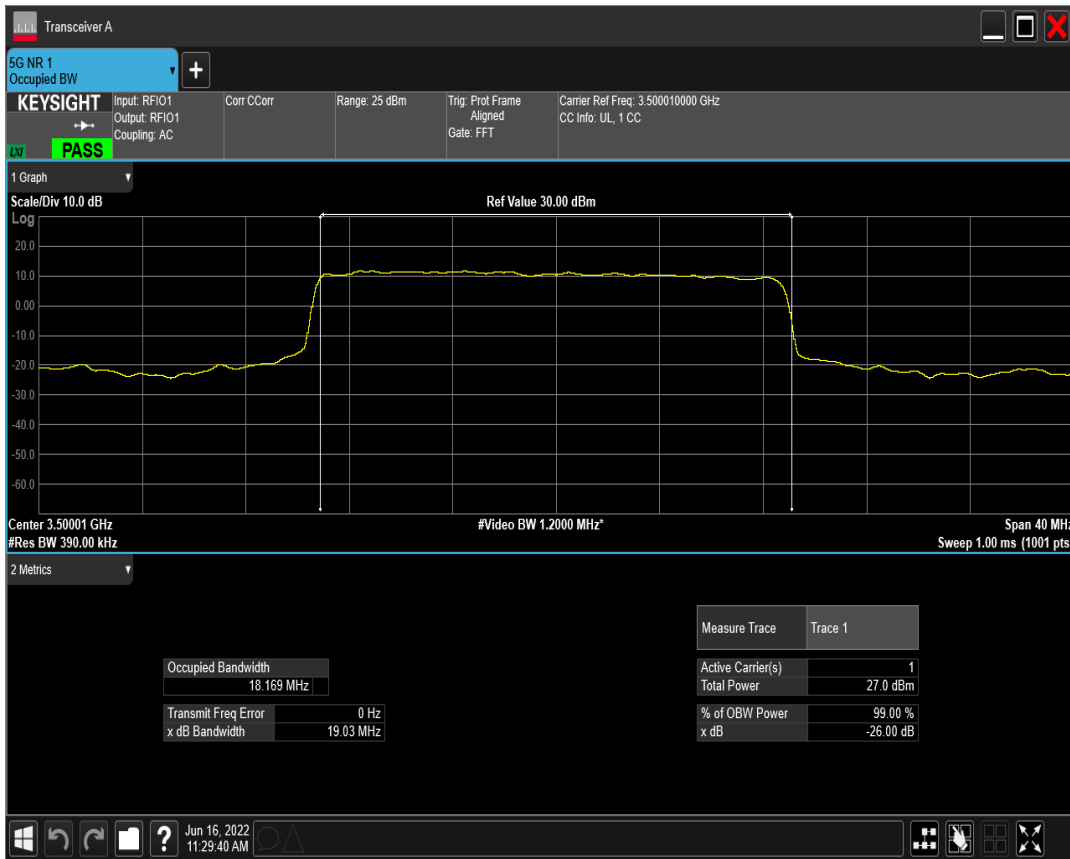 Transceiver A
5G NR 1
Occupied BW
KEYSIGHT
LXI
PASS
Input: RFIO1
Output: RFIO1
Coupling: AC
Corr CCorr
Range: 25 dBm
Trig: Prot Frame
Aligned
Gate: FFT
Carrier Ref Freq: 3.500010000 GHz
CC Info: UL, 1 CC
1 Graph
Scale/Div 10.0 dB
Ref Value 30.00 dBm
Log
20.0
10.0
0.00
-10.0
-20.0
-30.0
-40.0
-50.0
-60.0
Center 3.50001 GHz
#Video BW 1.2000 MHz*
Span 40 MHz
#Res BW 390.00 kHz
Sweep 1.00 ms (1001 pts
2 Metrics
Measure Trace Trace 1
Occupied Bandwidth
18.169 MHz
Active Carrier(s) 1
Total Power 27.0 dBm
Transmit Freq Error 0 Hz
x dB Bandwidth 19.03 MHz
% of OBW Power 99.00 %
x dB -26.00 dB
?
Jun 16, 2022
11:29:40 AM